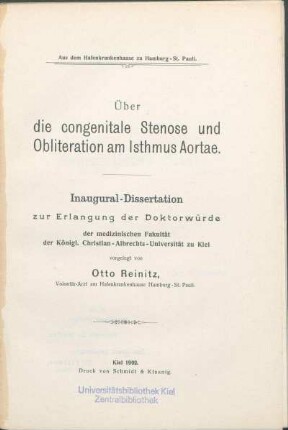 Aus dem Hafenkrankenhause zu Hamburg-St. Pauli.
Über
die congenitale Stenose und
Obliteration am Isthmus Aortae.
Inaugural-Dissertation
zur Erlangung der Doktorwürde
der medizinischen Fakultät
der Königl. Christian-Albrechts-Universität zu Kiel
vorgelegt von
Otto Reinitz,
Volontär-Arzt am Hafenkrankenhause Hamburg-St. Pauli
Kiel
Druck von Schmidt & Klaunig
Universitätsbibliothek Kiel
Zentralbibliothek